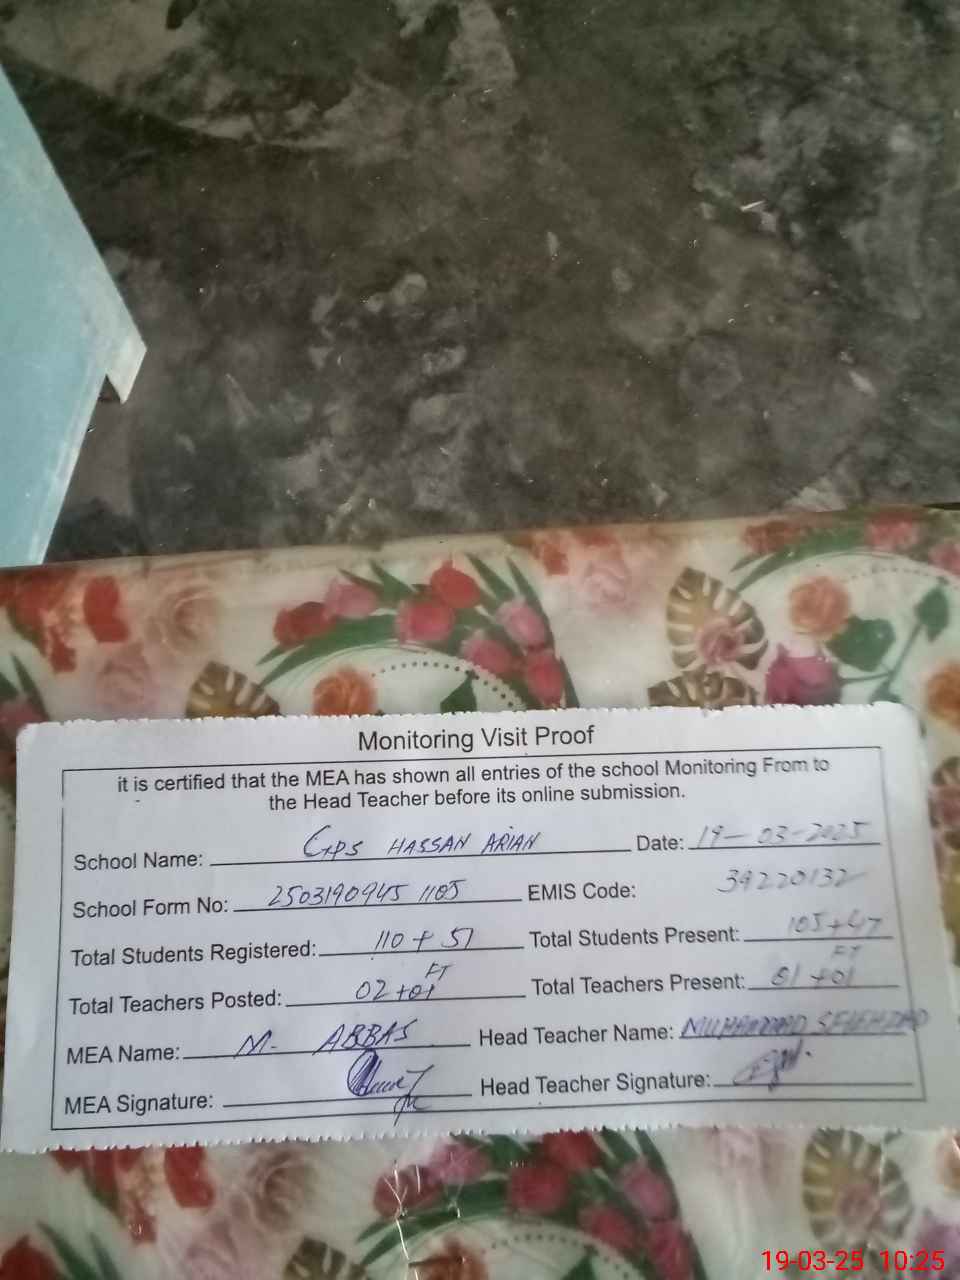 Monitoring Visit Proof
it is certified that the MEA has shown all entries of the school Monitoring From to
the Head Teacher before its online submission.
School Name: GPS HASSAN ARIAN Date: 19-03-2025
School Form No: 2503190945 1105 EMIS Code: 39220132
Total Students Registered: 110 + 51 Total Students Present: 105+47
Total Teachers Posted: 02+01 FT Total Teachers Present: 01+01 FT
MEA Name: M. ABBAS Head Teacher Name: MUHAMMAD
MEA Signature: Head Teacher Signature:
19-03-25 10:25